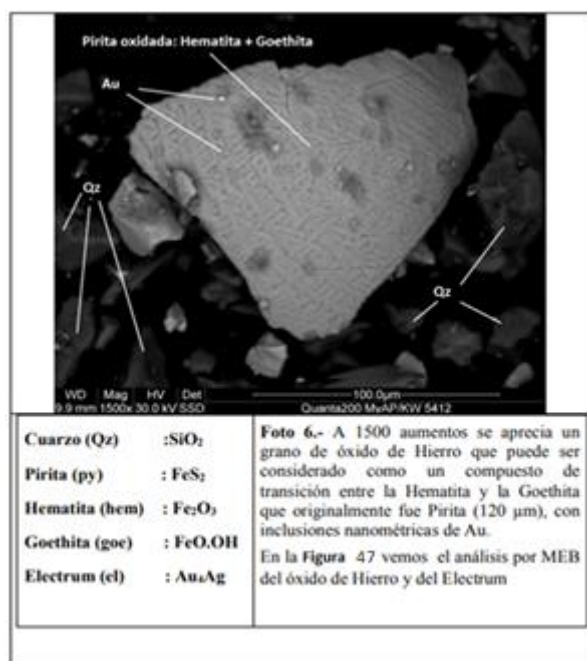 Pirita oxidada: Hematita + Goethita
Au
Qz
Qz
WD Mag HV Det
9.9 mm 1500x 30.0 kV SSD
100.0µm
Quanta200 MyAP/KW 5412
Cuarzo (Qz) :SiO₂
Pirita (py) : FeS₂
Hematita (hem) : Fe₂O₃
Goethita (goe) : FeO.OH
Electrum (el) : Au₄Ag
Foto 6.- A 1500 aumentos se aprecia un
grano de óxido de Hierro que puede ser
considerado como un compuesto de
transición entre la Hematita y la Goethita
que originalmente fue Pirita (120 µm), con
inclusiones nanométricas de Au.
En la Figura 47 vemos el análisis por MEB
del óxido de Hierro y del Electrum